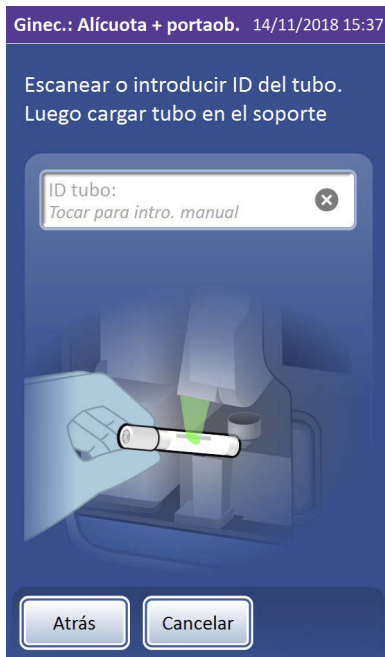 Ginec.: Alícuota + portaob. 14/11/2018 15:37
Escanear o introducir ID del tubo.
Luego cargar tubo en el soporte
ID tubo:
Tocar para intro. manual
Atrás
Cancelar